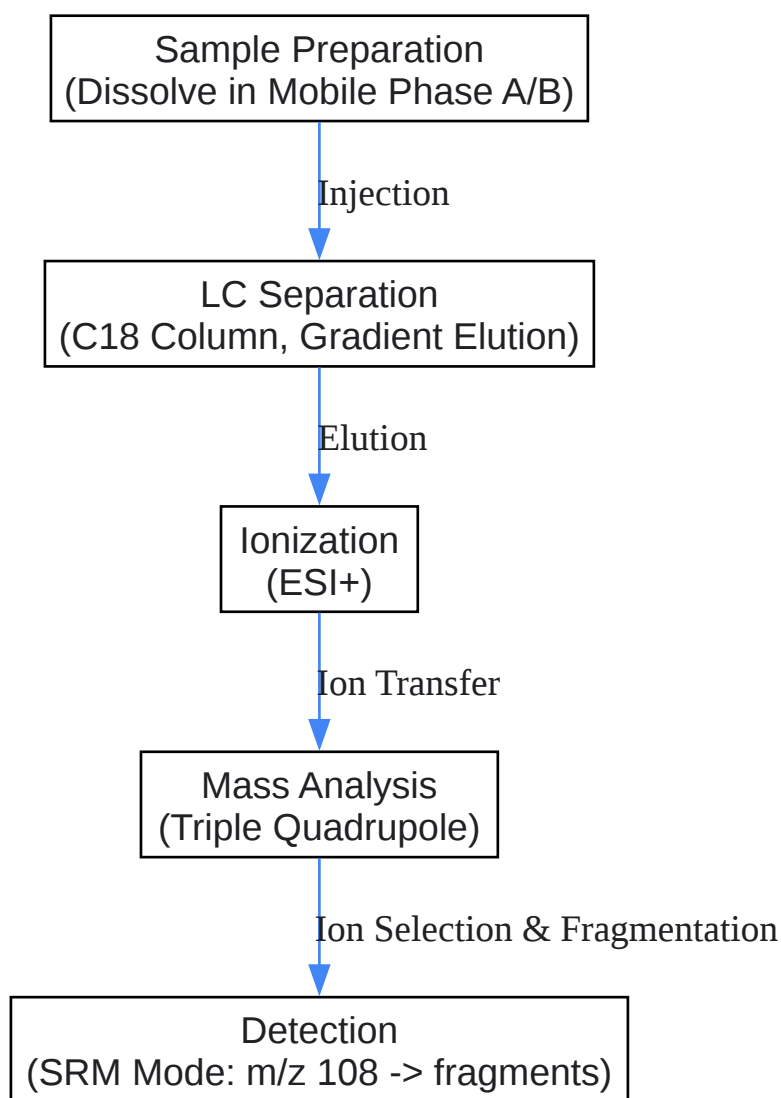 Sample Preparation
(Dissolve in Mobile Phase A/B)
Injection
LC Separation
(C18 Column, Gradient Elution)
Elution
Ionization
(ESI+)
Ion Transfer
Mass Analysis
(Triple Quadrupole)
Ion Selection & Fragmentation
Detection
(SRM Mode: m/z 108 -> fragments)